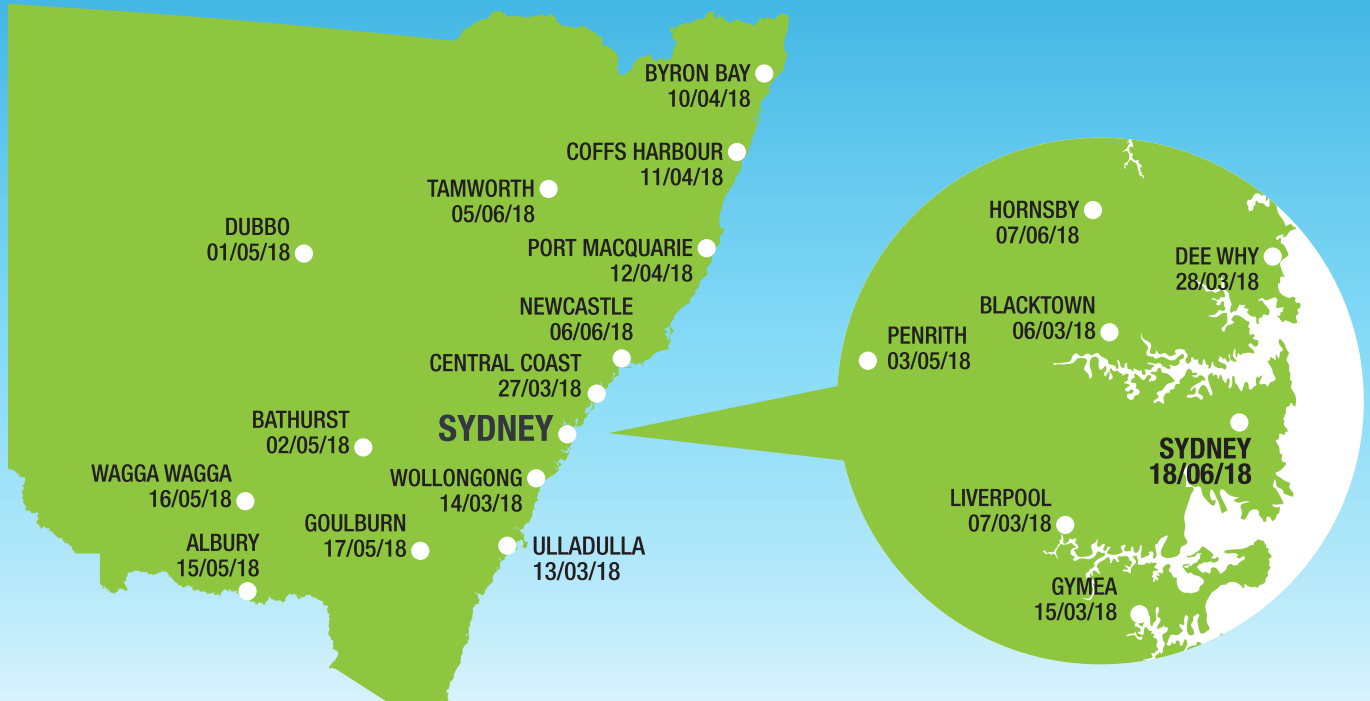 BYRON BAY
10/04/18
COFFS HARBOUR
11/04/18
TAMWORTH
05/06/18
DUBBO
01/05/18
PORT MACQUARIE
12/04/18
NEWCASTLE
06/06/18
CENTRAL COAST
27/03/18
SYDNEY
BATHURST
02/05/18
WAGGA WAGGA
16/05/18
WOLLONGONG
14/03/18
GOULBURN
17/05/18
ALBURY
15/05/18
ULLADULLA
13/03/18
HORNSBY
07/06/18
DEE WHY
28/03/18
BLACKTOWN
06/03/18
PENRITH
03/05/18
SYDNEY
18/06/18
LIVERPOOL
07/03/18
GYMEA
15/03/18